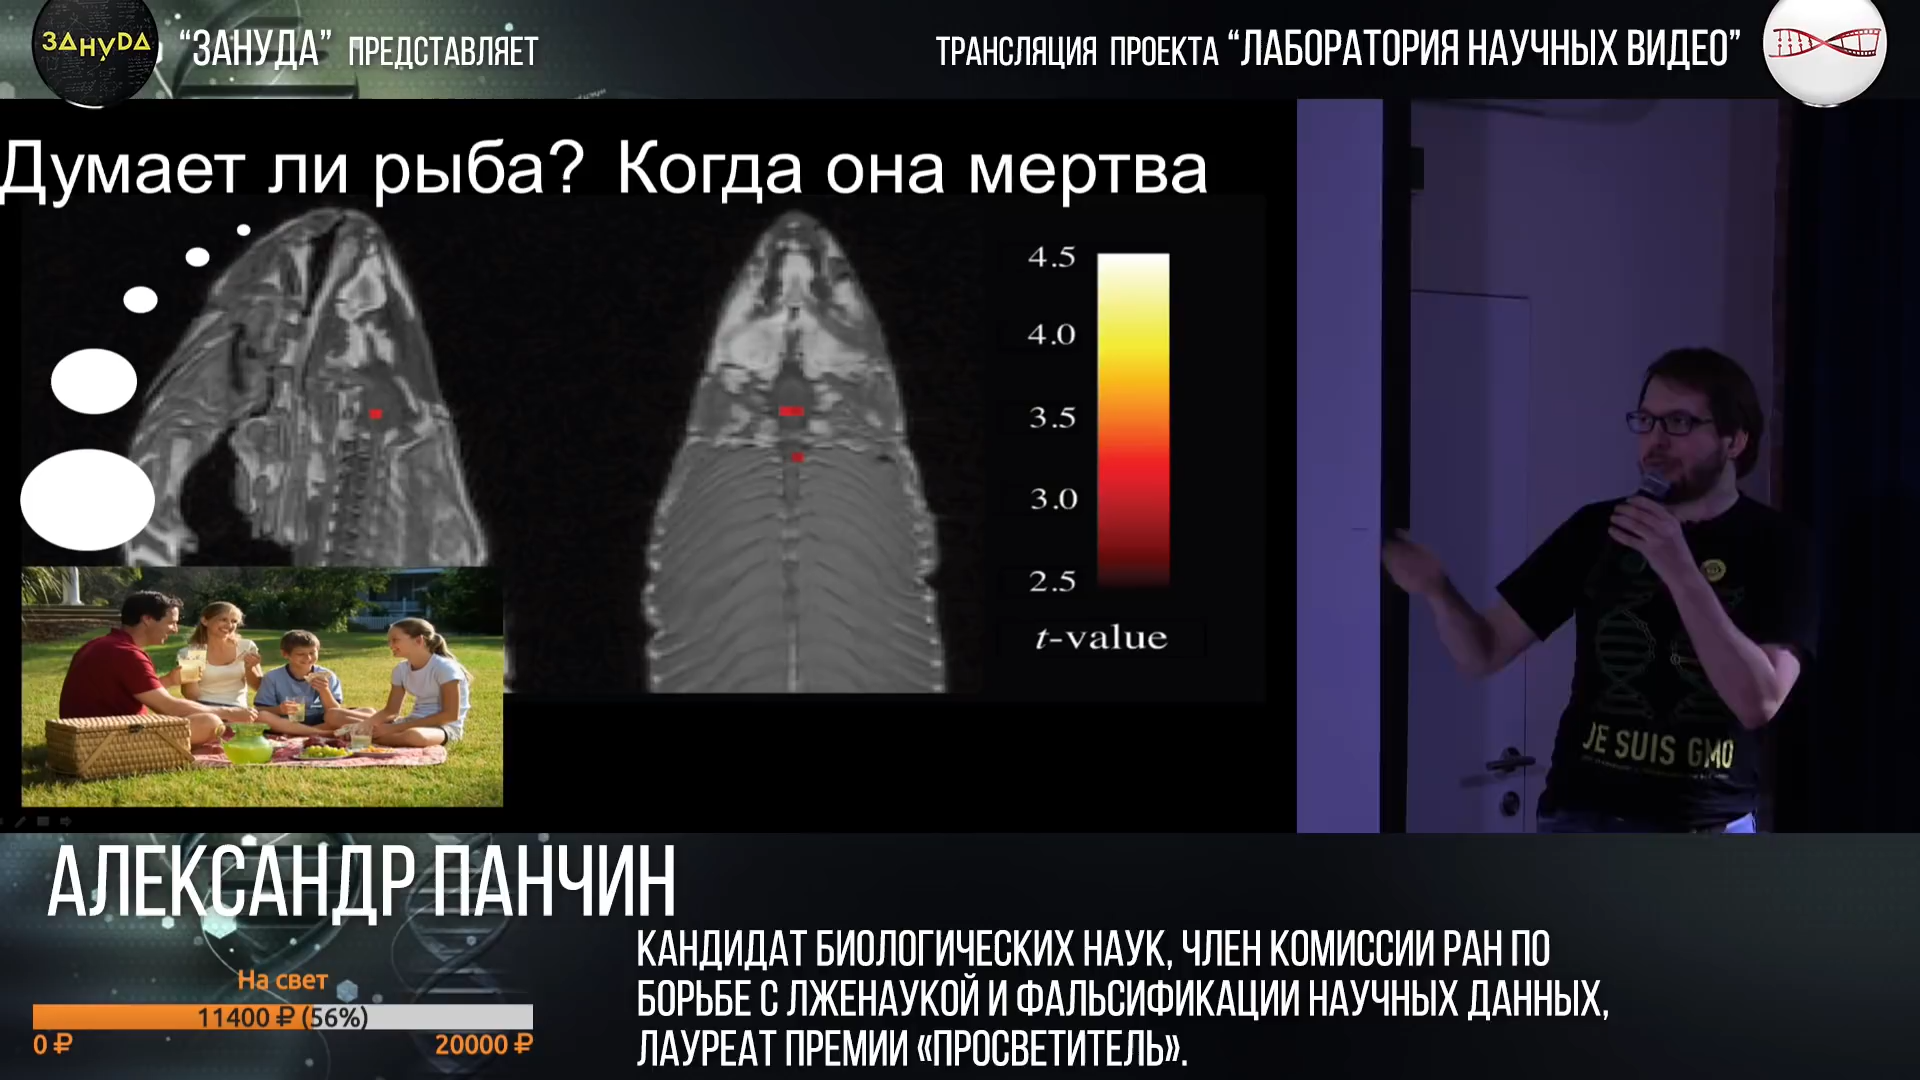 ЗАНУDА
“ЗАНУДА” ПРЕДСТАВЛЯЕТ
ТРАНСЛЯЦИЯ ПРОЕКТА “ЛАБОРАТОРИЯ НАУЧНЫХ ВИДЕО”
Думает ли рыба? Когда она мертва
4.5
4.0
3.5
3.0
2.5
t-value
JE SUIS GMO
АЛЕКСАНДР ПАНЧИН
КАНДИДАТ БИОЛОГИЧЕСКИХ НАУК, ЧЛЕН КОМИССИИ РАН ПО
БОРЬБЕ С ЛЖЕНАУКОЙ И ФАЛЬСИФИКАЦИИ НАУЧНЫХ ДАННЫХ,
ЛАУРЕАТ ПРЕМИИ «ПРОСВЕТИТЕЛЬ».
На свет
11400 ₽ (56%)
0 ₽
20000 ₽